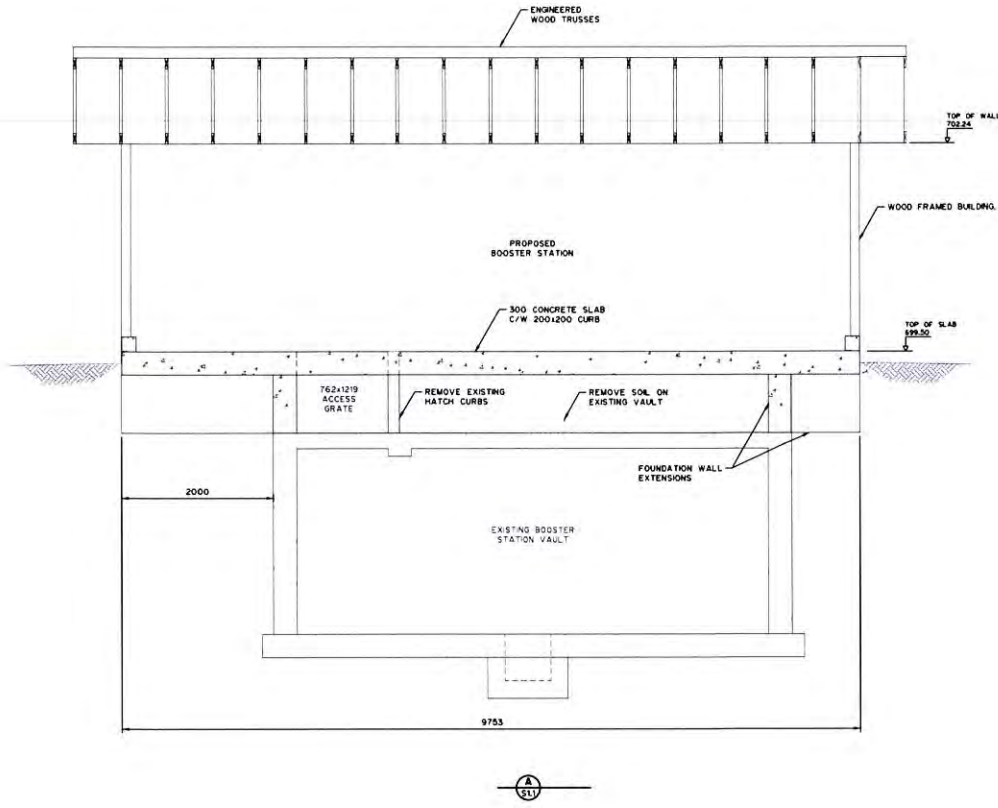 ENGINEERED
WOOD TRUSSES
TOP OF WALL
702.24
WOOD FRAMED BUILDING.
PROPOSED
BOOSTER STATION
300 CONCRETE SLAB
C/W 200x200 CURB
TOP OF SLAB
699.50
762x1219
ACCESS
GRATE
REMOVE EXISTING
HATCH CURBS
REMOVE SOIL ON
EXISTING VAULT
FOUNDATION WALL
EXTENSIONS
2000
EXISTING BOOSTER
STATION VAULT
9753
A
S1.1